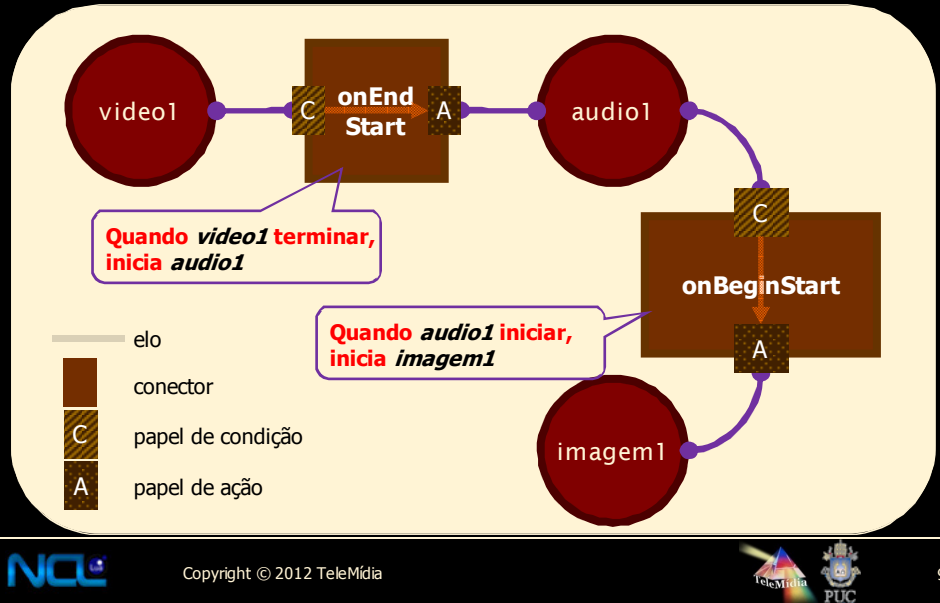 video1
C
onEnd
Start
A
audio1
Quando video1 terminar,
inicia audio1
C
onBeginStart
A
Quando audio1 iniciar,
inicia imagem1
imagem1
elo
conector
C
papel de condição
A
papel de ação
NCL
Copyright © 2012 TeleMídia
TeleMídia
PUC
9